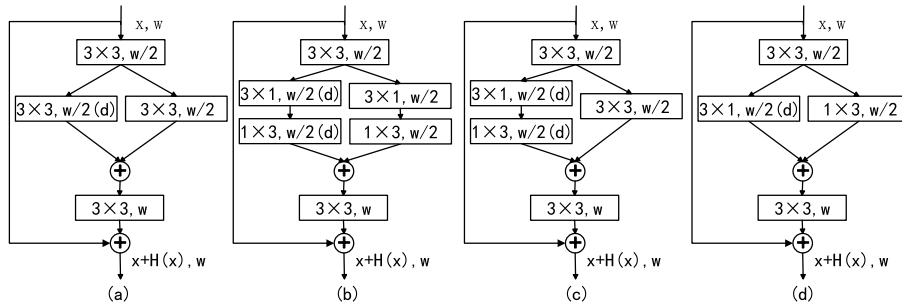 x, w x, w x, w x, w
3×3, w/2 3×3, w/2 3×3, w/2 3×3, w/2
3×3, w/2(d) 3×3, w/2 3×1, w/2(d) 3×1, w/2 3×1, w/2(d) 3×3, w/2 3×1, w/2(d) 1×3, w/2
1×3, w/2(d) 1×3, w/2 1×3, w/2(d)
3×3, w 3×3, w 3×3, w 3×3, w
x+H(x), w x+H(x), w x+H(x), w x+H(x), w
(a) (b) (c) (d)